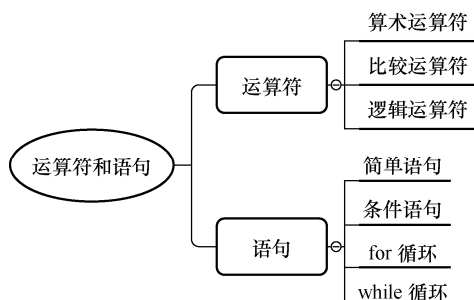 运算符和语句
运算符
算术运算符
比较运算符
逻辑运算符
语句
简单语句
条件语句
for 循环
while 循环